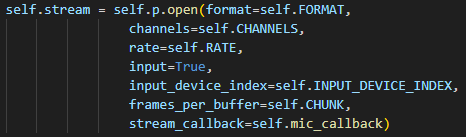 self.stream = self.p.open(format=self.FORMAT,
channels=self.CHANNELS,
rate=self.RATE,
input=True,
input_device_index=self.INPUT_DEVICE_INDEX,
frames_per_buffer=self.CHUNK,
stream_callback=self.mic_callback)